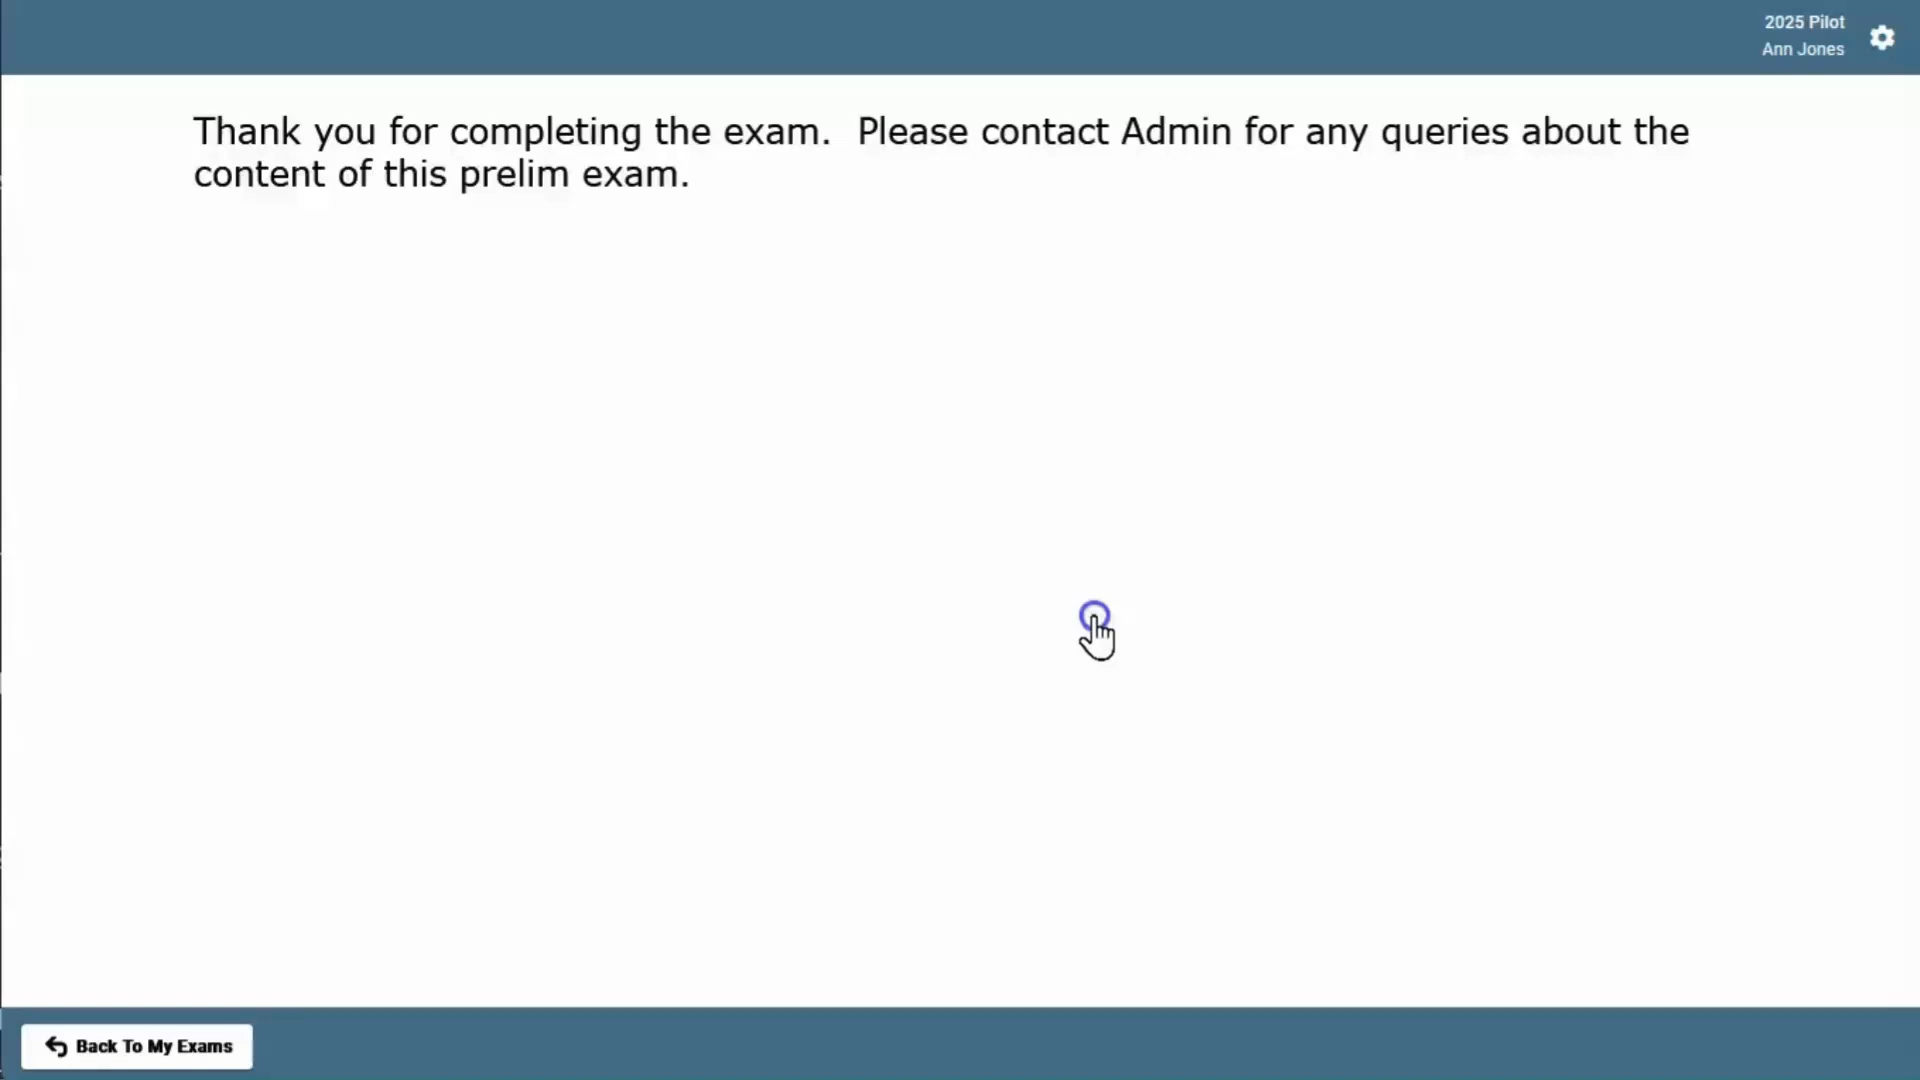 2025 Pilot
Ann Jones
Thank you for completing the exam.  Please contact Admin for any queries about the
content of this prelim exam.
Back To My Exams